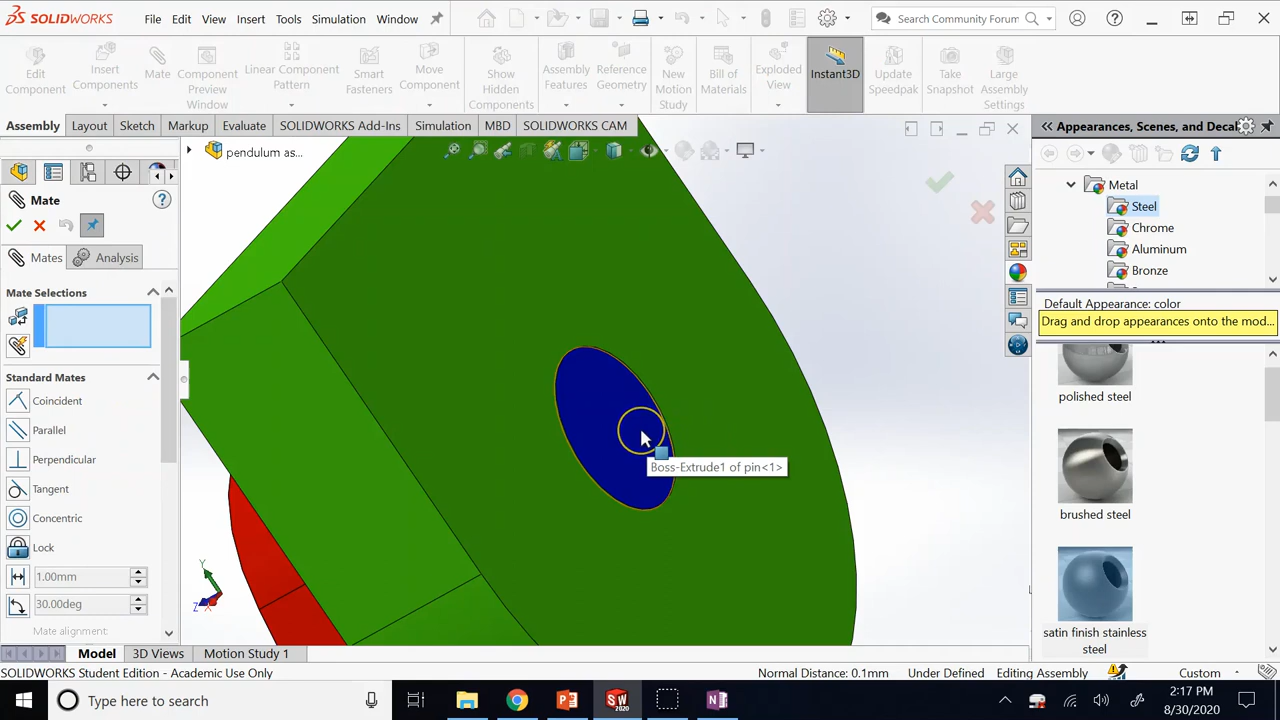 SOLIDWORKS File Edit View Insert Tools Simulation Window Search Community Forum
Edit Component
Insert Components
Mate
Component Preview Window
Linear Component Pattern
Smart Fasteners
Move Component
Show Hidden Components
Assembly Features
Reference Geometry
New Motion Study
Bill of Materials
Exploded View
Instant3D
Update Speedpak
Take Snapshot
Large Assembly Settings
Assembly Layout Sketch Markup Evaluate SOLIDWORKS Add-Ins Simulation MBD SOLIDWORKS CAM
Appearances, Scenes, and Decal
pendulum as...
Mate
Mates Analysis
Mate Selections
Standard Mates
Coincident
Parallel
Perpendicular
Tangent
Concentric
Lock
1.00mm
30.00deg
Mate alignment:
Boss-Extrude1 of pin<1>
Y
Z
X
Metal
Steel
Chrome
Aluminum
Bronze
Default Appearance: color
Drag and drop appearances onto the mod...
polished steel
brushed steel
satin finish stainless
steel
Model 3D Views Motion Study 1
SOLIDWORKS Student Edition - Academic Use Only Normal Distance: 0.1mm Under Defined Editing Assembly Custom
Type here to search
SW
2020
2:17 PM
8/30/2020